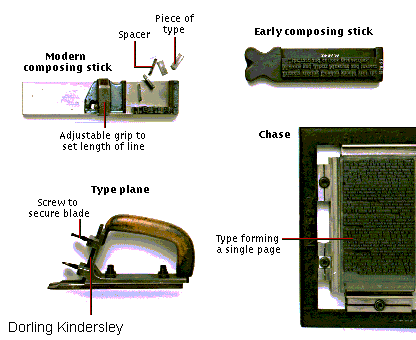 Piece of
type
Spacer
Early composing stick
Modern
composing stick
Adjustable grip to
set length of line
Chase
Type plane
Screw to
secure blade
Type forming
a single page
Dorling Kindersley